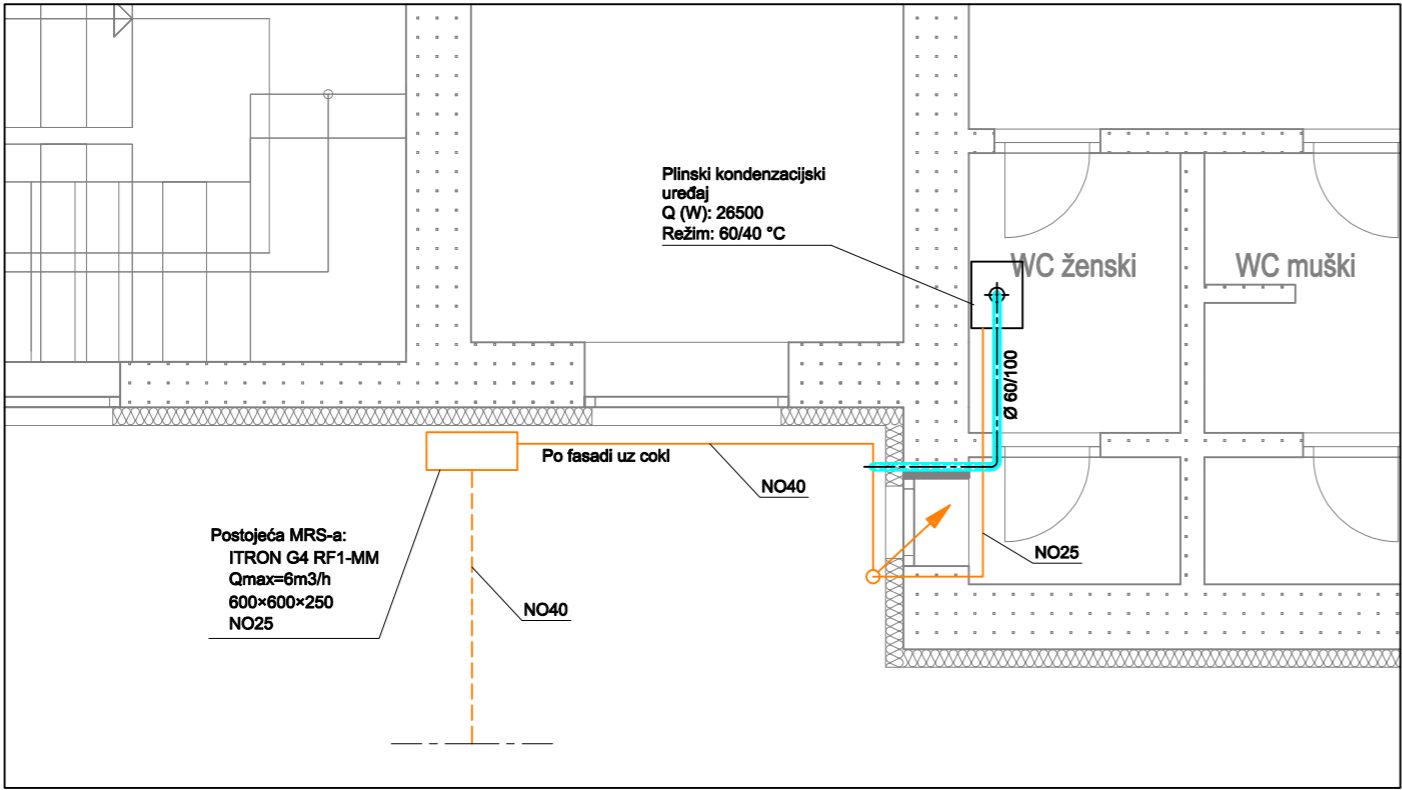 Plinski kondenzacijski
uređaj
Q (W): 26500
Režim: 60/40 °C
WC ženski
WC muški
Ø 60/100
Po fasadi uz cokl
NO40
Postojeća MRS-a:
ITRON G4 RF1-MM
Qmax=6m3/h
600×600×250
NO25
NO40
NO25